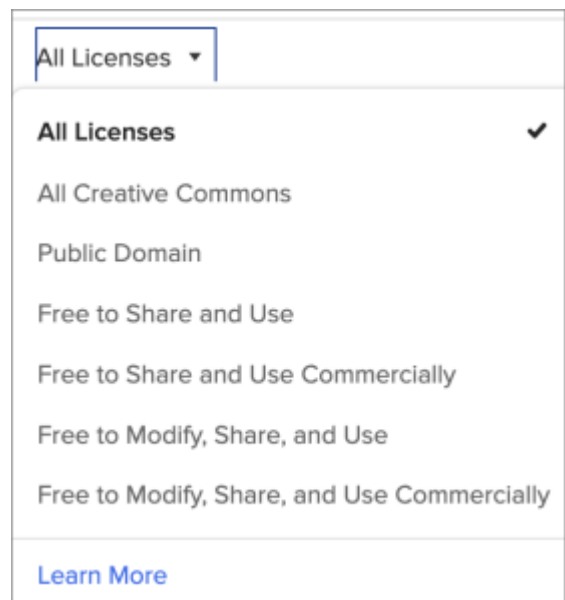 All Licenses
All Licenses
All Creative Commons
Public Domain
Free to Share and Use
Free to Share and Use Commercially
Free to Modify, Share, and Use
Free to Modify, Share, and Use Commercially
Learn More